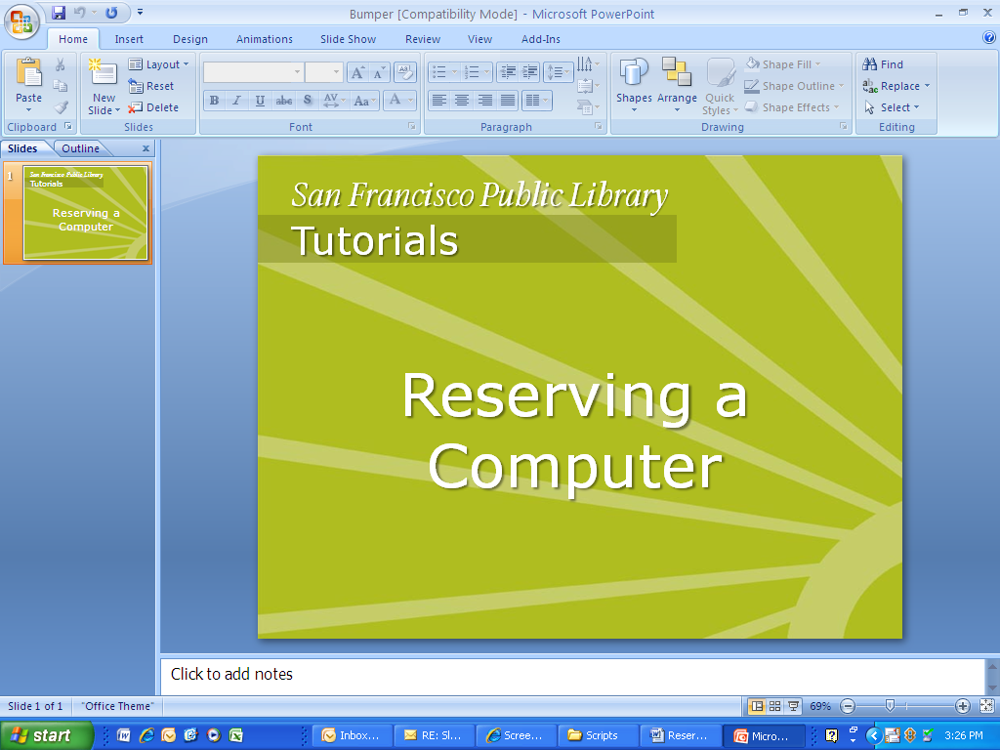 Bumper [Compatibility Mode] - Microsoft PowerPoint
Home Insert Design Animations Slide Show Review View Add-Ins
Paste
Clipboard
New Slide
Layout
Reset
Delete
Slides
B I U abc S AV Aa A
Font
Paragraph
Shapes Arrange Quick Styles
Shape Fill
Shape Outline
Shape Effects
Drawing
Find
Replace
Select
Editing
Slides Outline x
1
San Francisco Public Library
Tutorials
Reserving a
Computer
San Francisco Public Library
Tutorials
Reserving a
Computer
Click to add notes
Slide 1 of 1 "Office Theme" 69%
start Inbox... RE: Sl... Scree... Scripts Reser... Micro... 3:26 PM